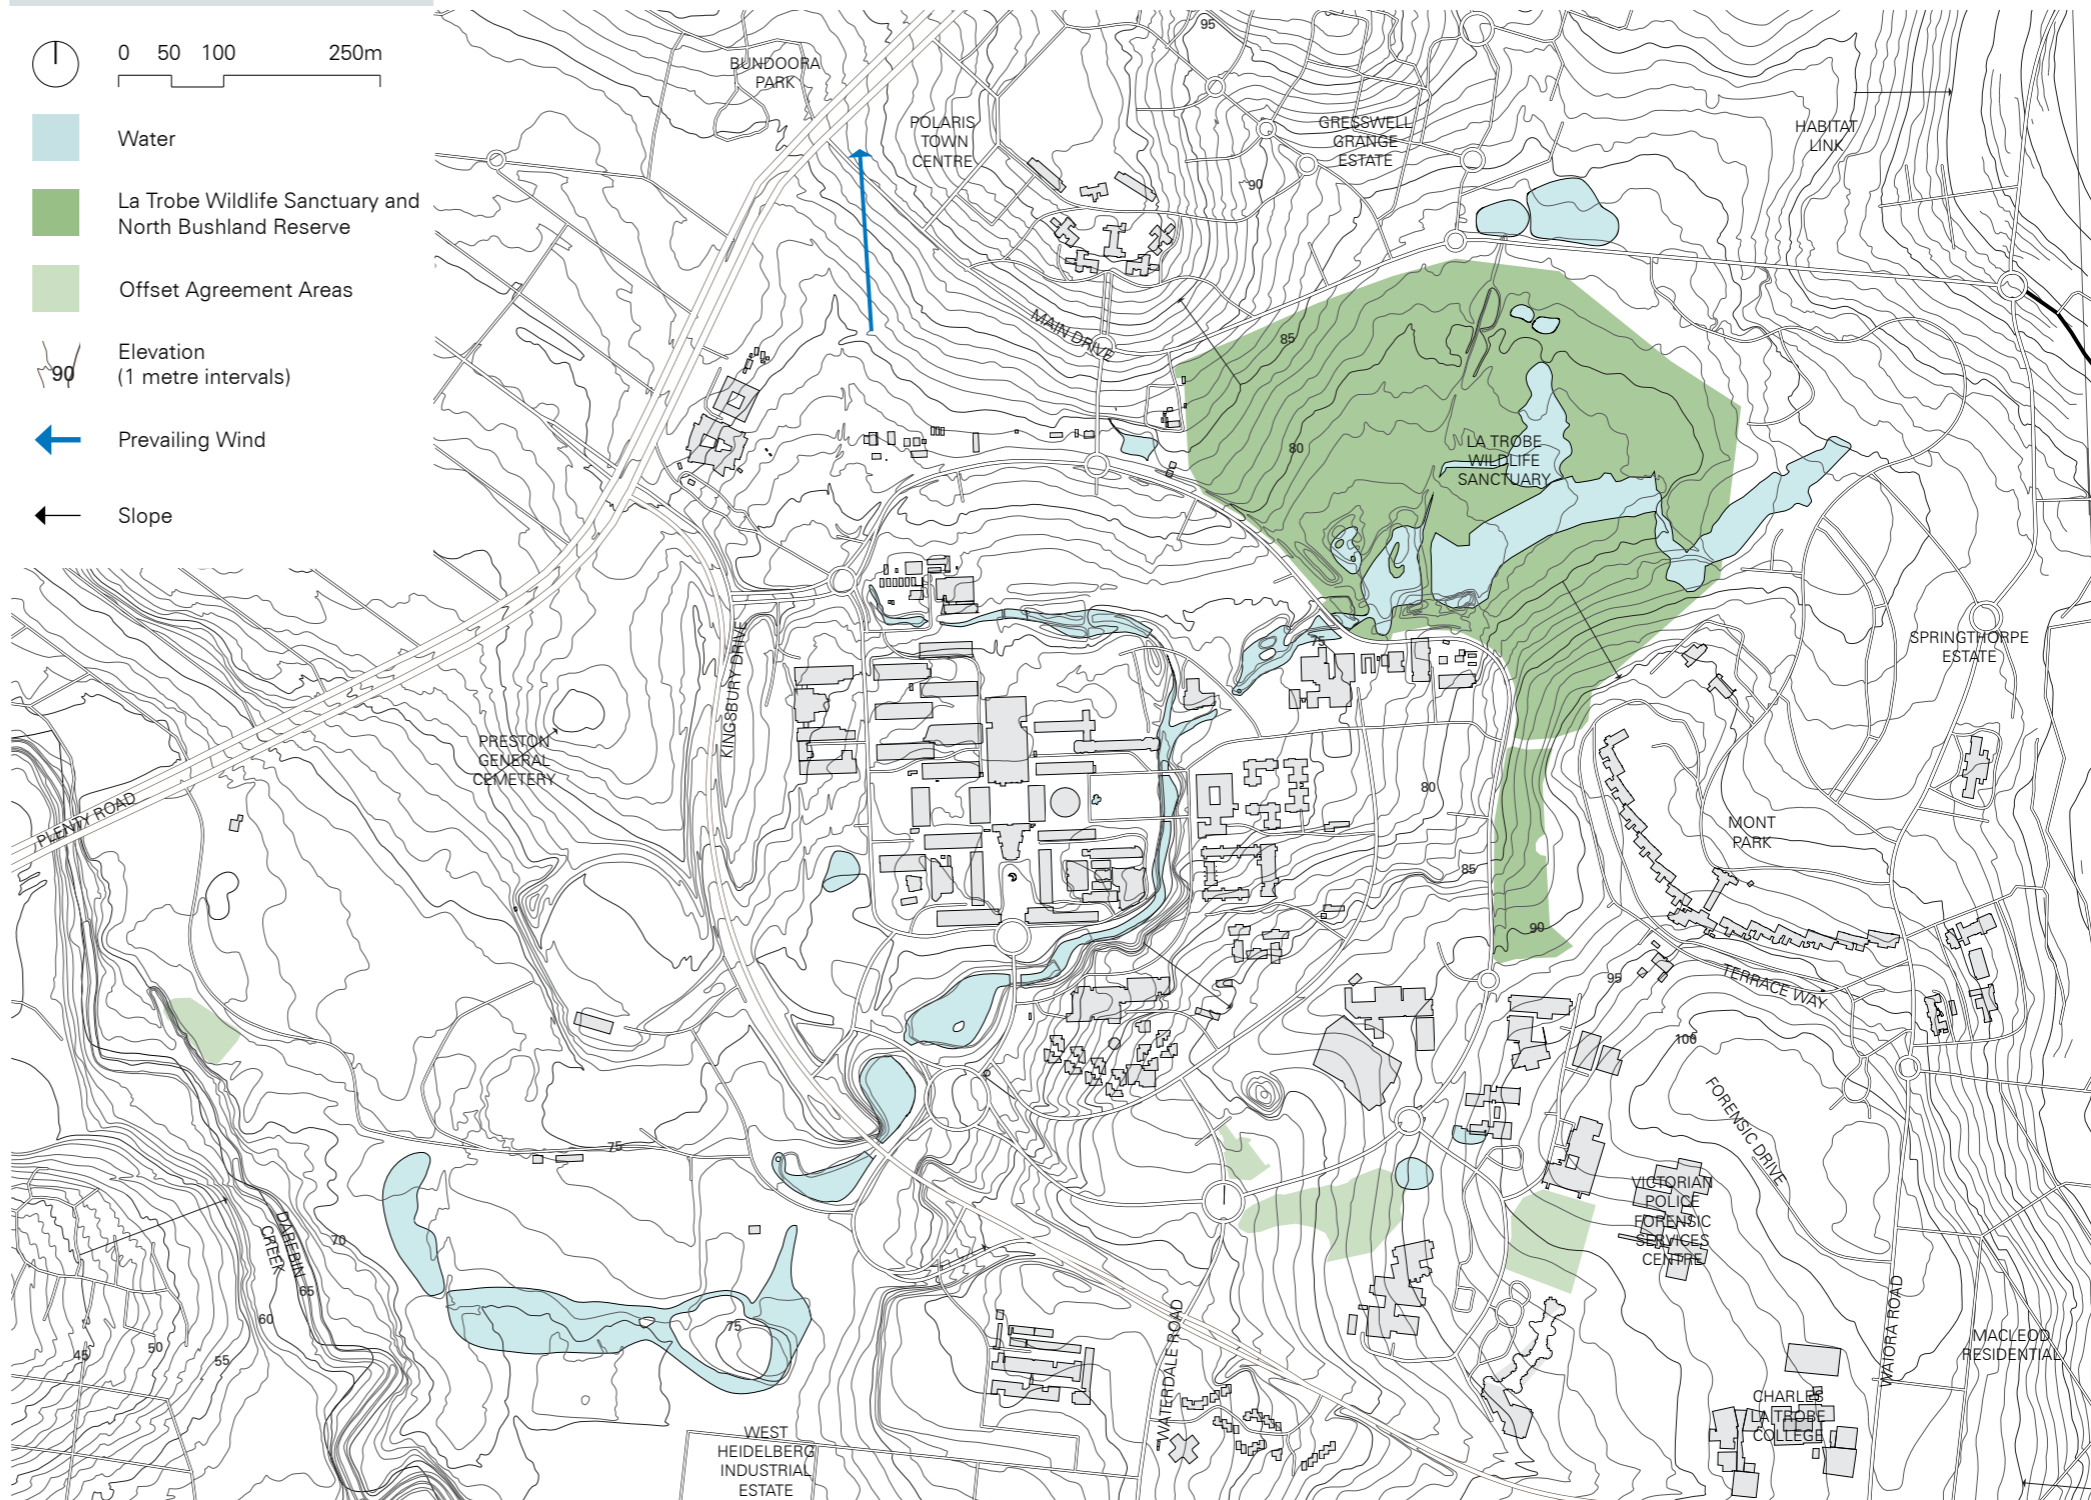 0 50 100 250m
Water
La Trobe Wildlife Sanctuary and
North Bushland Reserve
Offset Agreement Areas
90
Elevation
(1 metre intervals)
Prevailing Wind
Slope
95
BUNDOORA
PARK
POLARIS
TOWN
CENTRE
GRESSWELL
GRANGE
ESTATE
HABITAT
LINK
90
MAIN DRIVE
85
80
LA TROBE
WILDLIFE
SANCTUARY
75
SPRINGTHORPE
ESTATE
KINGSBURY DRIVE
PRESTON
GENERAL
CEMETERY
PLENTY ROAD
80
MONT
PARK
85
90
95
TERRACE WAY
100
FORENSIC DRIVE
75
VICTORIAN
POLICE
FORENSIC
SERVICES
CENTRE
DAREBIN
CREEK
70
65
60
55
50
45
75
WATERDALE ROAD
WAIORA ROAD
MACLEOD
RESIDENTIAL
CHARLES
LA TROBE
COLLEGE
WEST
HEIDELBERG
INDUSTRIAL
ESTATE